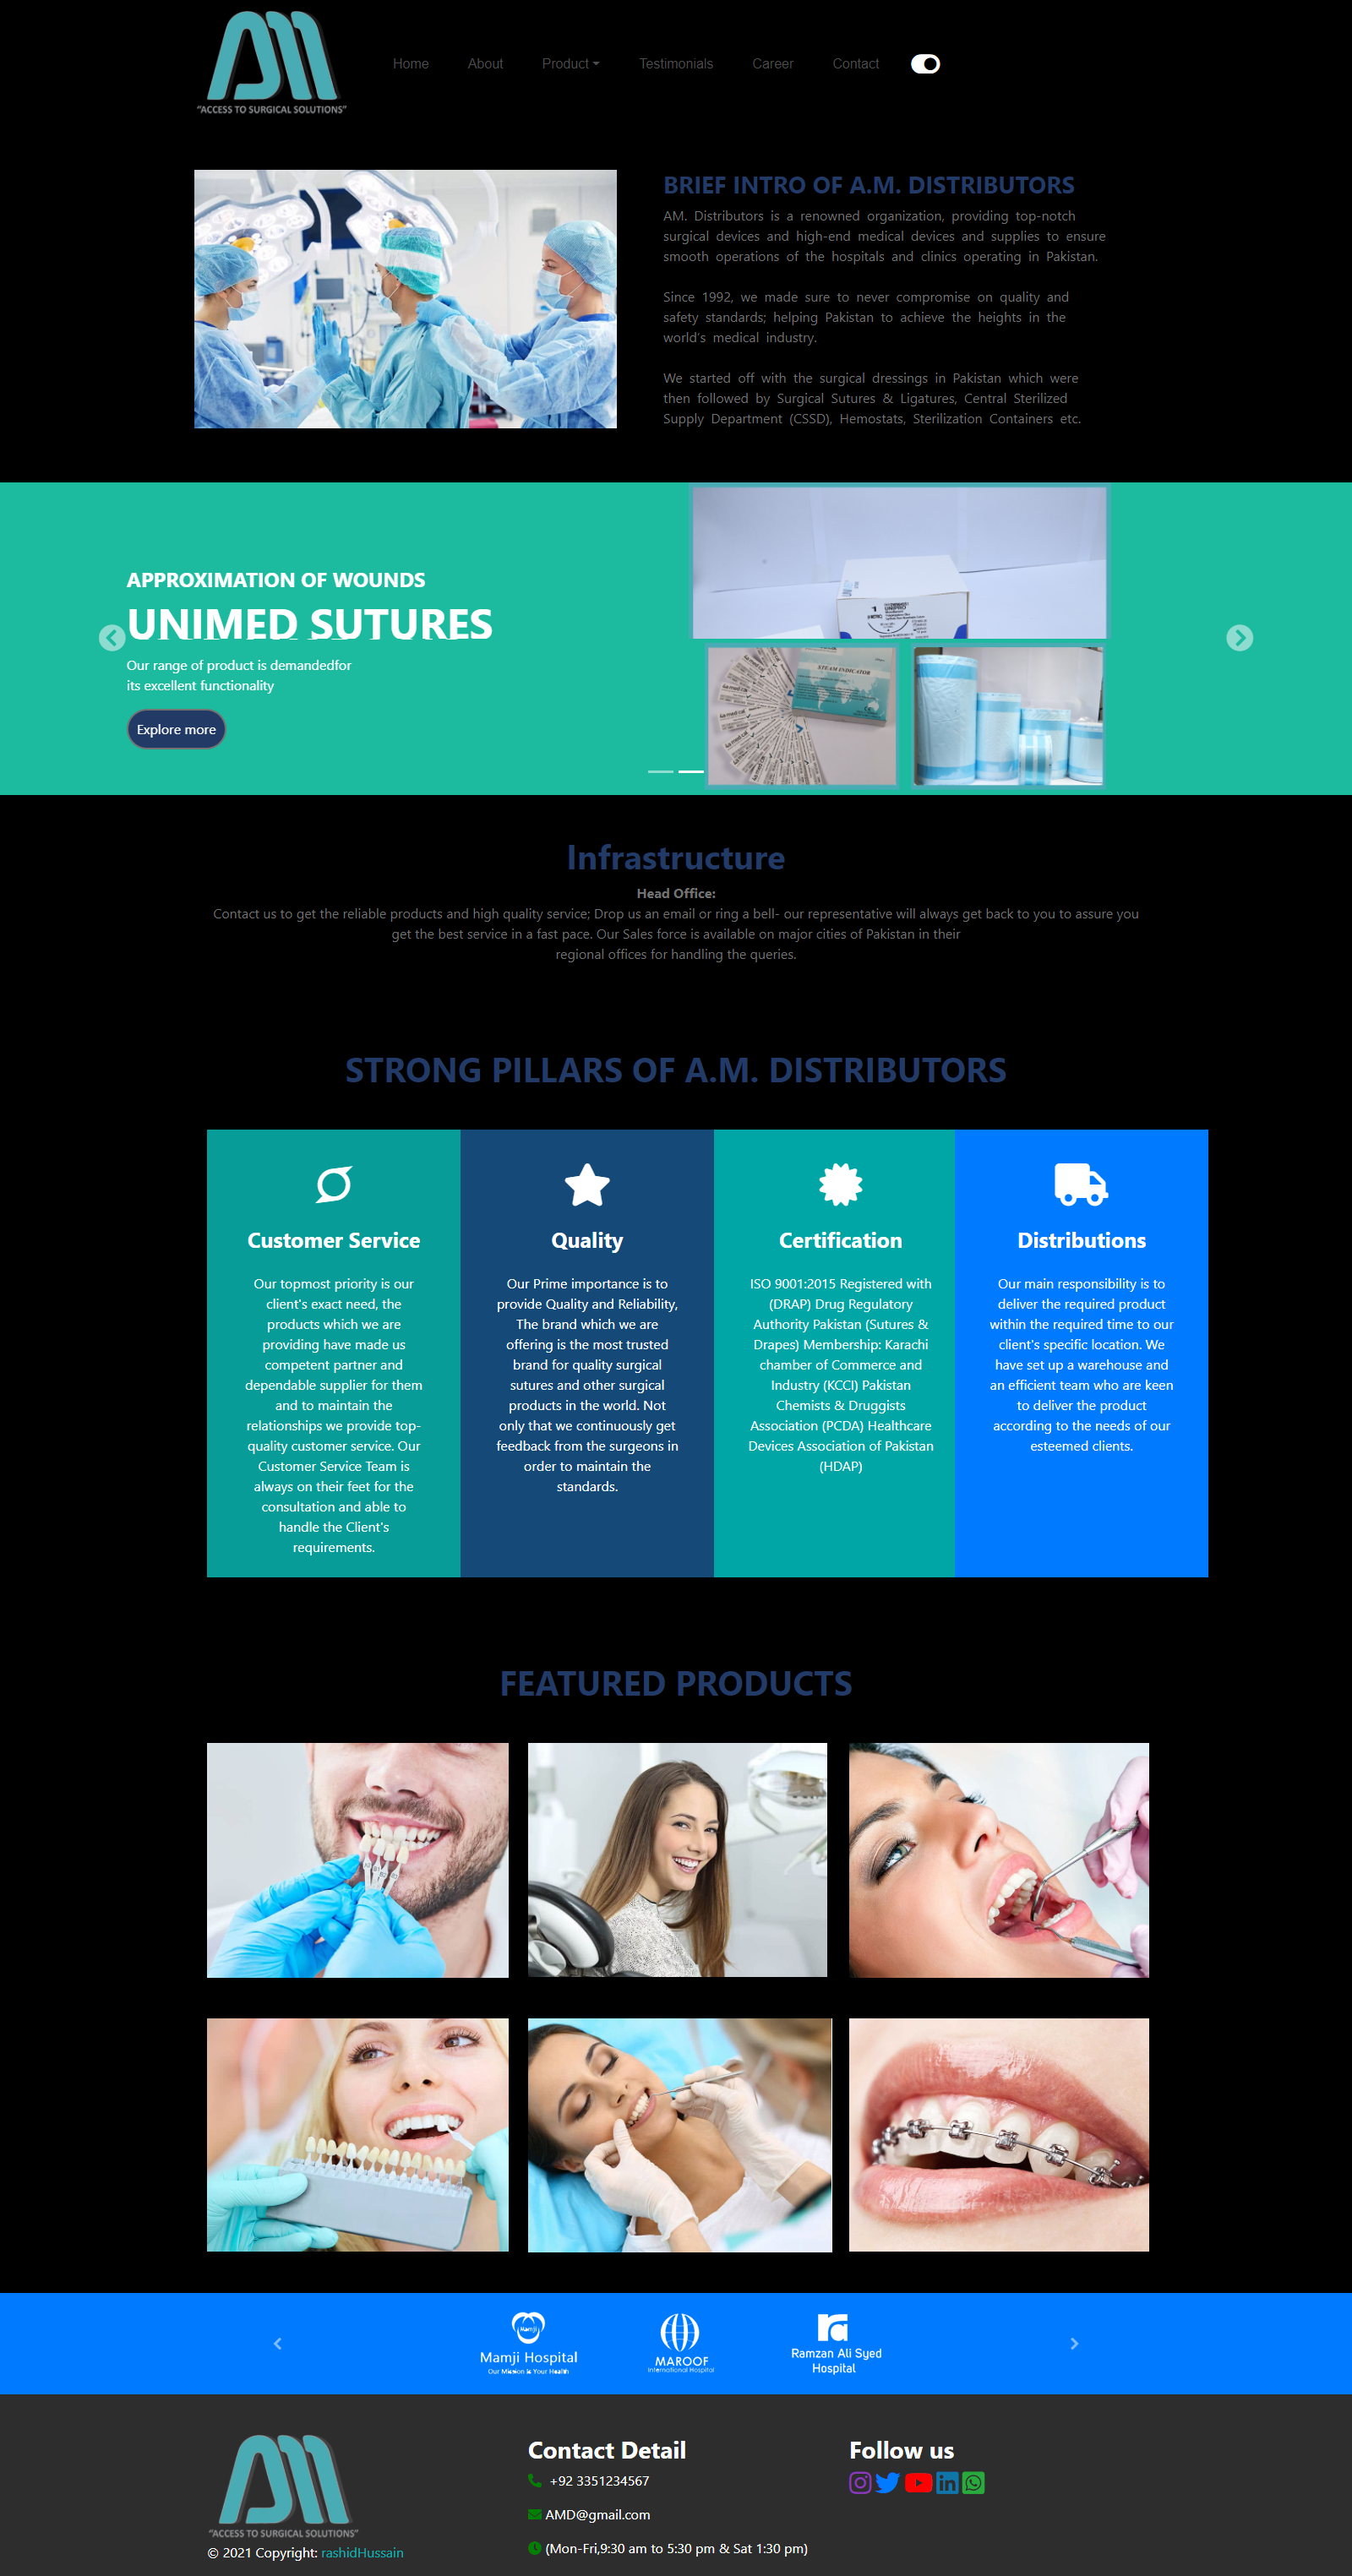 "ACCESS TO SURGICAL SOLUTIONS"
Home
About
Product
Testimonials
Career
Contact
BRIEF INTRO OF A.M. DISTRIBUTORS
AM. Distributors is a renowned organization, providing top-notch
surgical devices and high-end medical devices and supplies to ensure
smooth operations of the hospitals and clinics operating in Pakistan.
Since 1992, we made sure to never compromise on quality and
safety standards; helping Pakistan to achieve the heights in the
world's medical industry.
We started off with the surgical dressings in Pakistan which were
then followed by Surgical Sutures & Ligatures, Central Sterilized
Supply Department (CSSD), Hemostats, Sterilization Containers etc.
APPROXIMATION OF WOUNDS
UNIMED SUTURES
Our range of product is demandedfor
its excellent functionality
Explore more
STEAM INDICATOR
Infrastructure
Head Office:
Contact us to get the reliable products and high quality service; Drop us an email or ring a bell- our representative will always get back to you to assure you
get the best service in a fast pace. Our Sales force is available on major cities of Pakistan in their
regional offices for handling the queries.
STRONG PILLARS OF A.M. DISTRIBUTORS
Customer Service
Our topmost priority is our
client's exact need, the
products which we are
providing have made us
competent partner and
dependable supplier for them
and to maintain the
relationships we provide top-
quality customer service. Our
Customer Service Team is
always on their feet for the
consultation and able to
handle the Client's
requirements.
Quality
Our Prime importance is to
provide Quality and Reliability,
The brand which we are
offering is the most trusted
brand for quality surgical
sutures and other surgical
products in the world. Not
only that we continuously get
feedback from the surgeons in
order to maintain the
standards.
Certification
ISO 9001:2015 Registered with
(DRAP) Drug Regulatory
Authority Pakistan (Sutures &
Drapes) Membership: Karachi
chamber of Commerce and
Industry (KCCI) Pakistan
Chemists & Druggists
Association (PCDA) Healthcare
Devices Association of Pakistan
(HDAP)
Distributions
Our main responsibility is to
deliver the required product
within the required time to our
client's specific location. We
have set up a warehouse and
an efficient team who are keen
to deliver the product
according to the needs of our
esteemed clients.
FEATURED PRODUCTS
Mamji
Mamji Hospital
Our Mission is Your Health
MAROOF
International Hospital
Ramzan Ali Syed
Hospital
"ACCESS TO SURGICAL SOLUTIONS"
© 2021 Copyright: rashidHussain
Contact Detail
+92 3351234567
AMD@gmail.com
(Mon-Fri,9:30 am to 5:30 pm & Sat 1:30 pm)
Follow us